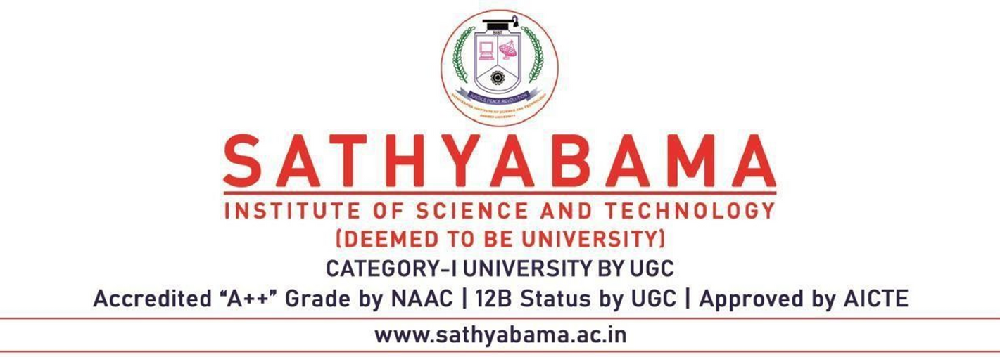 SIST
JUSTICE PEACE REVOLUTION
SATHYABAMA INSTITUTE OF SCIENCE AND TECHNOLOGY
DEEMED UNIVERSITY
SATHYABAMA
INSTITUTE OF SCIENCE AND TECHNOLOGY
(DEEMED TO BE UNIVERSITY)
CATEGORY-I UNIVERSITY BY UGC
Accredited “A++” Grade by NAAC | 12B Status by UGC | Approved by AICTE
www.sathyabama.ac.in